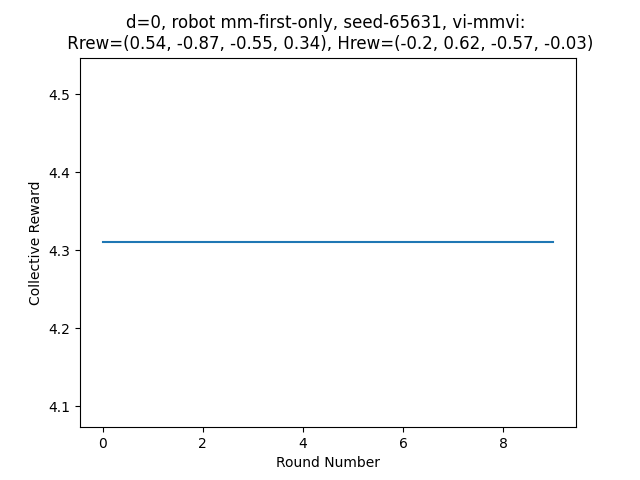 d=0, robot mm-first-only, seed-65631, vi-mmvi:
Rrew=(0.54, -0.87, -0.55, 0.34), Hrew=(-0.2, 0.62, -0.57, -0.03)
4.5
4.4
4.3
4.2
4.1
Collective Reward
0 2 4 6 8
Round Number